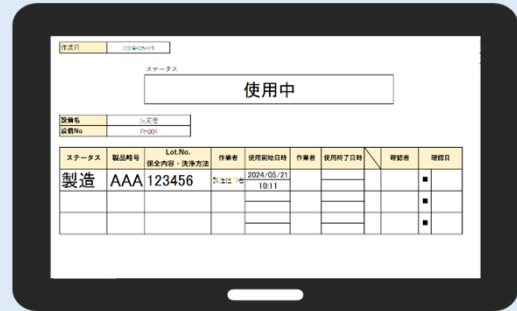 作成日
ステータス
使用中
設備名
設備No
ステータス 製品略号 Lot.No. 保全内容・洗浄方法 作業者 使用開始日時 作業者 使用終了日時 確認者 確認日
製造 AAA 123456 2024/05/21
10:11